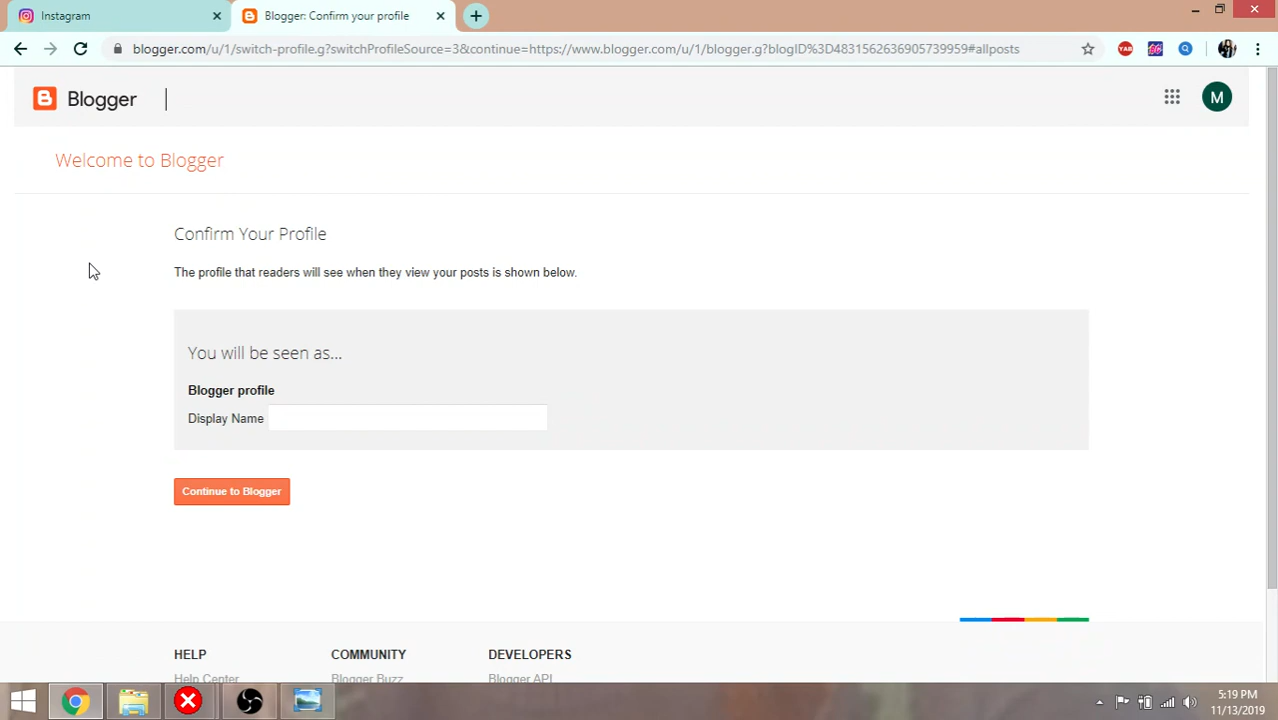 Instagram
Blogger: Confirm your profile
blogger.com/u/1/switch-profile.g?switchProfileSource=3&continue=https://www.blogger.com/u/1/blogger.g?blogID%3D4831562636905739959#allposts
YAB
Blogger
M
Welcome to Blogger
Confirm Your Profile
The profile that readers will see when they view your posts is shown below.
You will be seen as...
Blogger profile
Display Name
Continue to Blogger
HELP COMMUNITY DEVELOPERS
Help Center Blogger Buzz Blogger API
5:19 PM
11/13/2019